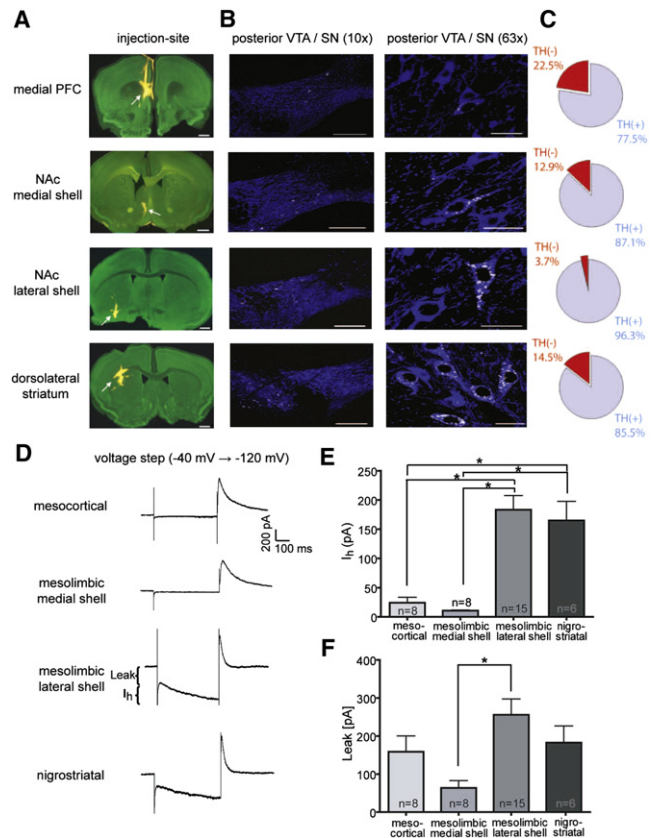 A
B
C
injection-site
posterior VTA / SN (10x)
posterior VTA / SN (63x)
medial PFC
TH(-)
22.5%
TH(+)
77.5%
NAc
medial shell
TH(-)
12.9%
TH(+)
87.1%
NAc
lateral shell
TH(-)
3.7%
TH(+)
96.3%
dorsolateral
striatum
TH(-)
14.5%
TH(+)
85.5%
D
voltage step (-40 mV → -120 mV)
mesocortical
200 pA
100 ms
mesolimbic
medial shell
mesolimbic
lateral shell
Leak
Ih
nigrostriatal
E
*
*
*
*
Ih (pA)
250
200
150
100
50
0
n=8
n=8
n=15
n=6
meso-
cortical
mesolimbic
medial shell
mesolimbic
lateral shell
nigro-
striatal
F
*
Leak [pA]
400
300
200
100
0
n=8
n=8
n=15
n=6
meso-
cortical
mesolimbic
medial shell
mesolimbic
lateral shell
nigro-
striatal